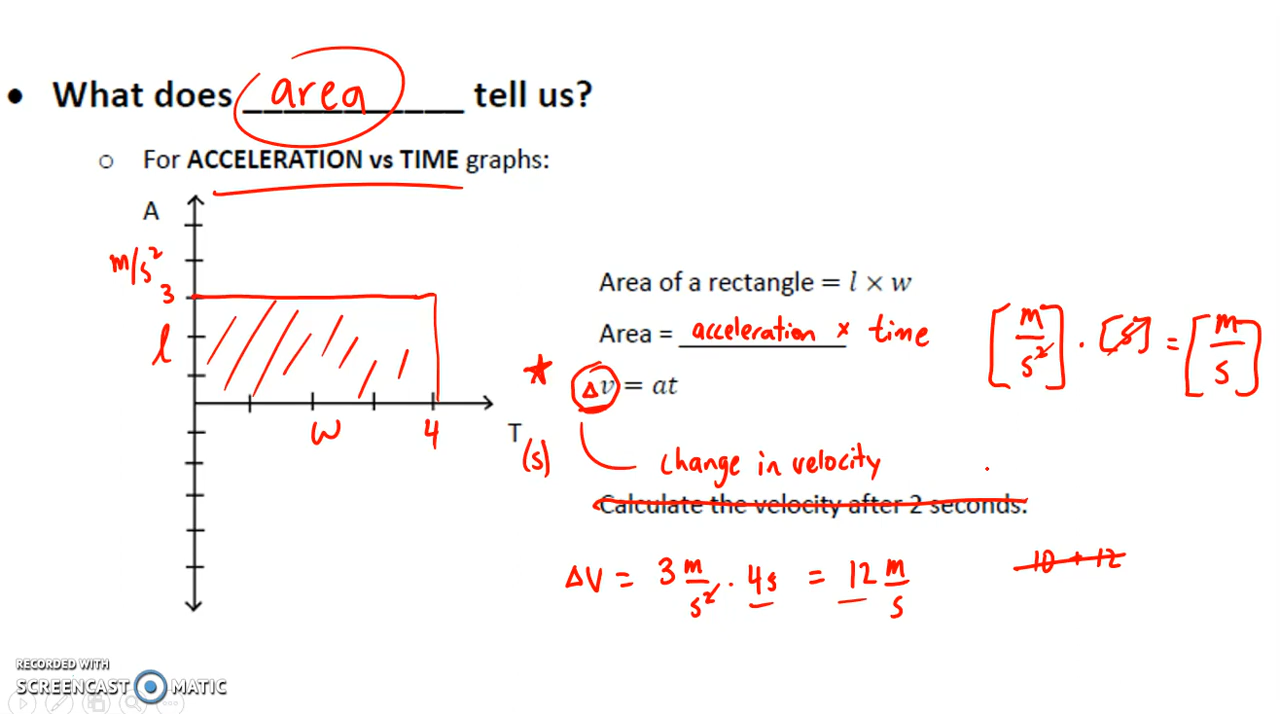 • What does area tell us?
○ For ACCELERATION vs TIME graphs:
A
m/s²
3
l
w
4
T
(s)
Area of a rectangle = l × w
Area = acceleration × time
[m/s²] · [s] = [m/s]
★ Δv = at
change in velocity
Calculate the velocity after 2 seconds.
ΔV = 3 m/s² · 4s = 12 m/s
10 + 12
RECORDED WITH
SCREENCAST MATIC